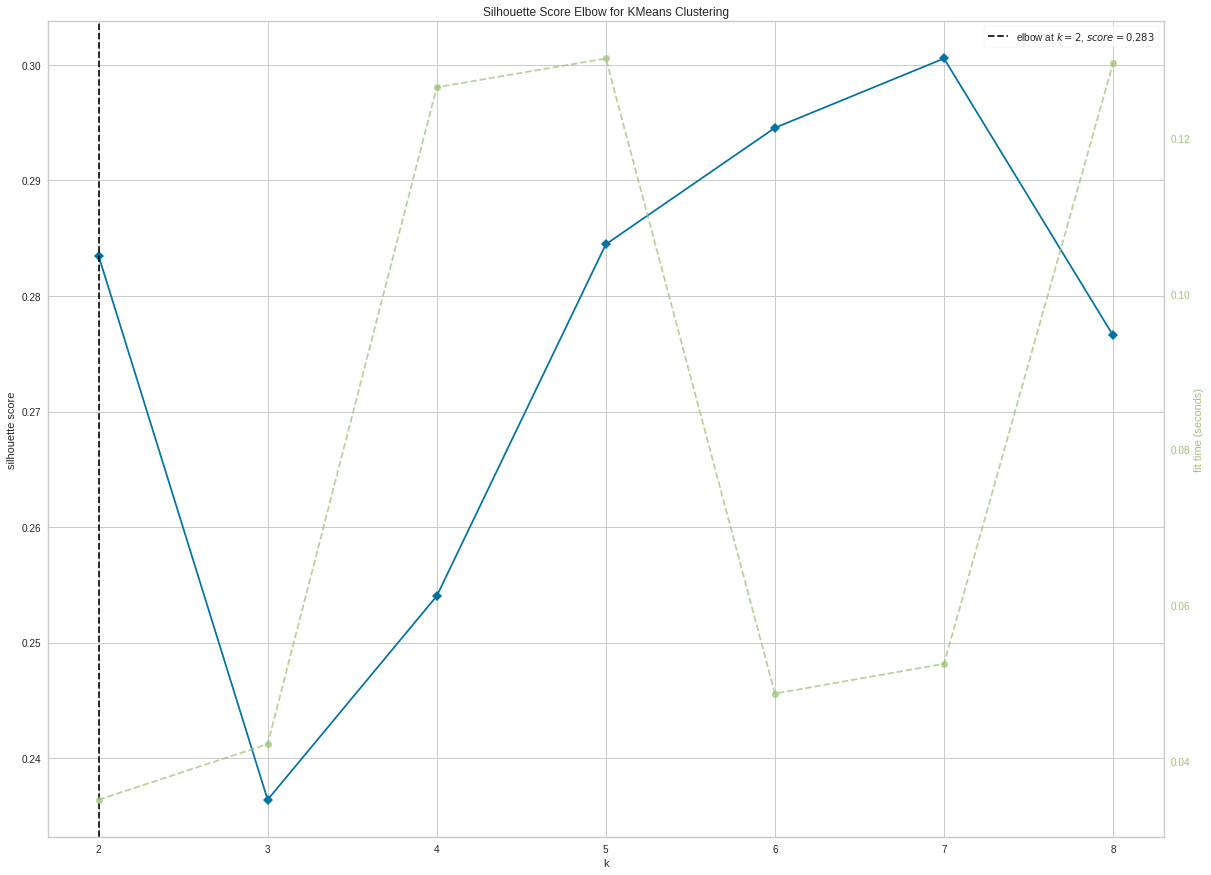 Silhouette Score Elbow for KMeans Clustering
elbow at k = 2, score = 0.283
silhouette score
0.30
0.29
0.28
0.27
0.26
0.25
0.24
0.12
0.10
0.08
0.06
0.04
fit time (seconds)
2 3 4 5 6 7 8
k